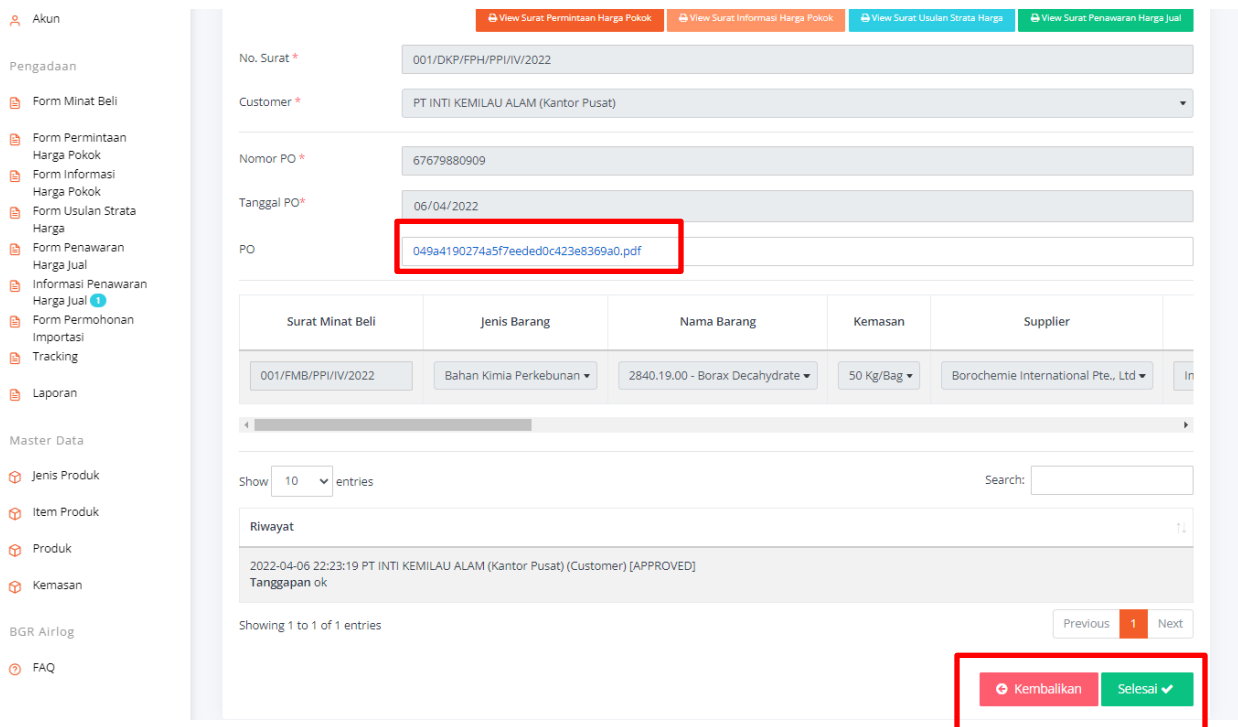 Akun
Pengadaan
Form Minat Beli
Form Permintaan
Harga Pokok
Form Informasi
Harga Pokok
Form Usulan Strata
Harga
Form Penawaran
Harga Jual
Informasi Penawaran
Harga Jual 1
Form Permohonan
Importasi
Tracking
Laporan
Master Data
Jenis Produk
Item Produk
Produk
Kemasan
BGR Airlog
FAQ
View Surat Permintaan Harga Pokok View Surat Informasi Harga Pokok View Surat Usulan Strata Harga View Surat Penawaran Harga Jual
No. Surat * 001/DKP/FPH/PPI/IV/2022
Customer * PT INTI KEMILAU ALAM (Kantor Pusat)
Nomor PO * 67679880909
Tanggal PO* 06/04/2022
PO 049a4190274a5f7eeded0c423e8369a0.pdf
Surat Minat Beli Jenis Barang Nama Barang Kemasan Supplier
001/FMB/PPI/IV/2022 Bahan Kimia Perkebunan 2840.19.00 - Borax Decahydrate 50 Kg/Bag Borochemie International Pte., Ltd In
Show 10 entries Search:
Riwayat
2022-04-06 22:23:19 PT INTI KEMILAU ALAM (Kantor Pusat) (Customer) [APPROVED]
Tanggapan ok
Showing 1 to 1 of 1 entries Previous 1 Next
Kembalikan Selesai